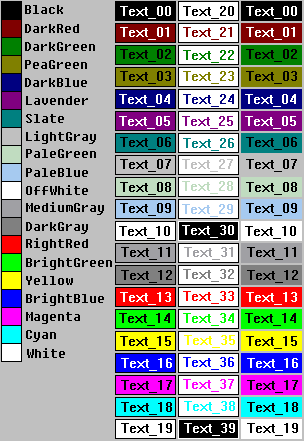 Black Text_00 Text_20 Text_00
DarkRed Text_01 Text_21 Text_01
DarkGreen Text_02 Text_22 Text_02
PeaGreen Text_03 Text_23 Text_03
DarkBlue Text_04 Text_24 Text_04
Lavender Text_05 Text_25 Text_05
Slate Text_06 Text_26 Text_06
LightGray Text_07 Text_27 Text_07
PaleGreen Text_08 Text_28 Text_08
PaleBlue Text_09 Text_29 Text_09
OffWhite Text_10 Text_30 Text_10
MediumGray Text_11 Text_31 Text_11
DarkGray Text_12 Text_32 Text_12
RightRed Text_13 Text_33 Text_13
BrightGreen Text_14 Text_34 Text_14
Yellow Text_15 Text_35 Text_15
BrightBlue Text_16 Text_36 Text_16
Magenta Text_17 Text_37 Text_17
Cyan Text_18 Text_38 Text_18
White Text_19 Text_39 Text_19